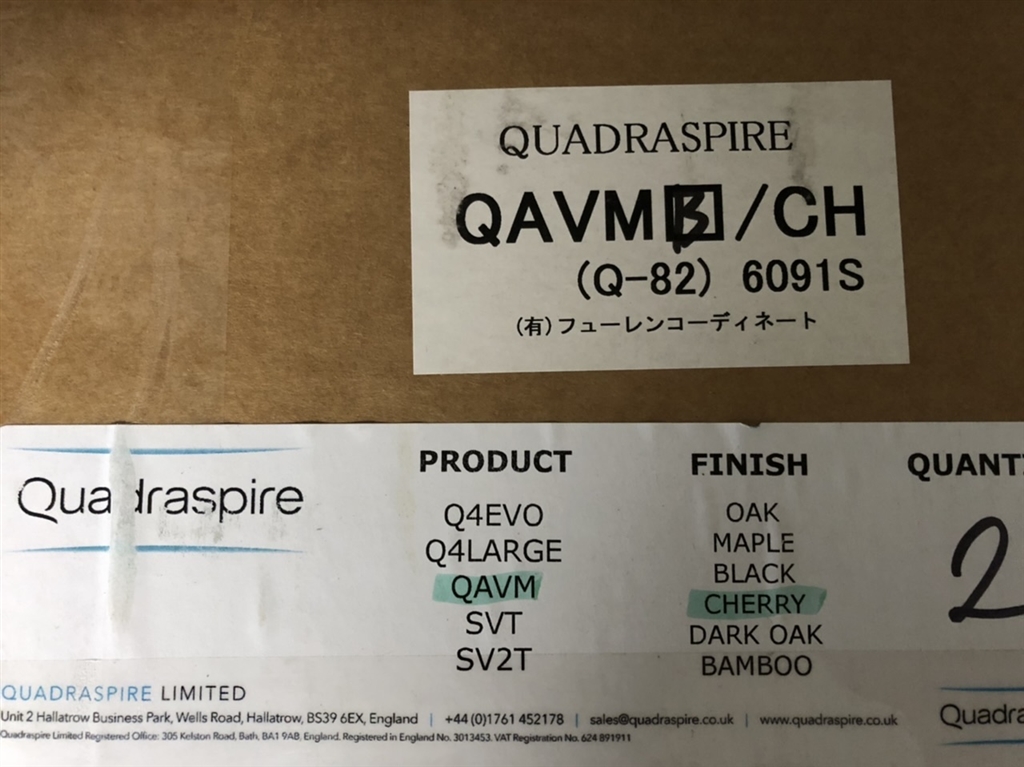 QUADRASPIRE
QAVM B /CH
(Q-82) 6091S
(有)フューレンコーディネート
Quadraspire
PRODUCT
Q4EVO
Q4LARGE
QAVM
SVT
SV2T
FINISH
OAK
MAPLE
BLACK
CHERRY
DARK OAK
BAMBOO
QUANTI
2
QUADRASPIRE LIMITED
Unit 2 Hallatrow Business Park, Wells Road, Hallatrow, BS39 6EX, England | +44 (0)1761 452178 | sales@quadraspire.co.uk | www.quadraspire.co.uk
Quadraspire Limited Registered Office: 305 Kelston Road, Bath, BA1 9AB, England. Registered in England No. 3013453. VAT Registration No. 624 891911
Quadra